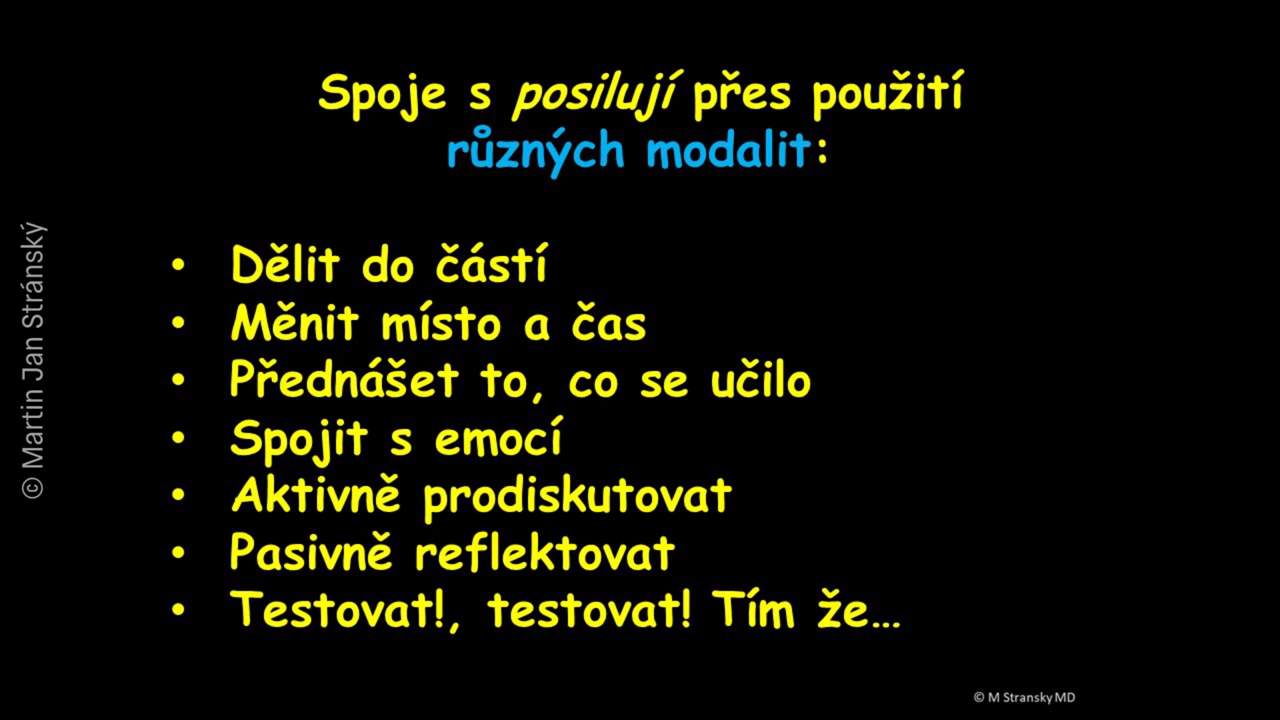 Spoje s posilují přes použití
různých modalit:
• Dělit do částí
• Měnit místo a čas
• Přednášet to, co se učilo
• Spojit s emocí
• Aktivně prodiskutovat
• Pasivně reflektovat
• Testovat!, testovat! Tím že…
© Martin Jan Stránský
© M Stransky MD